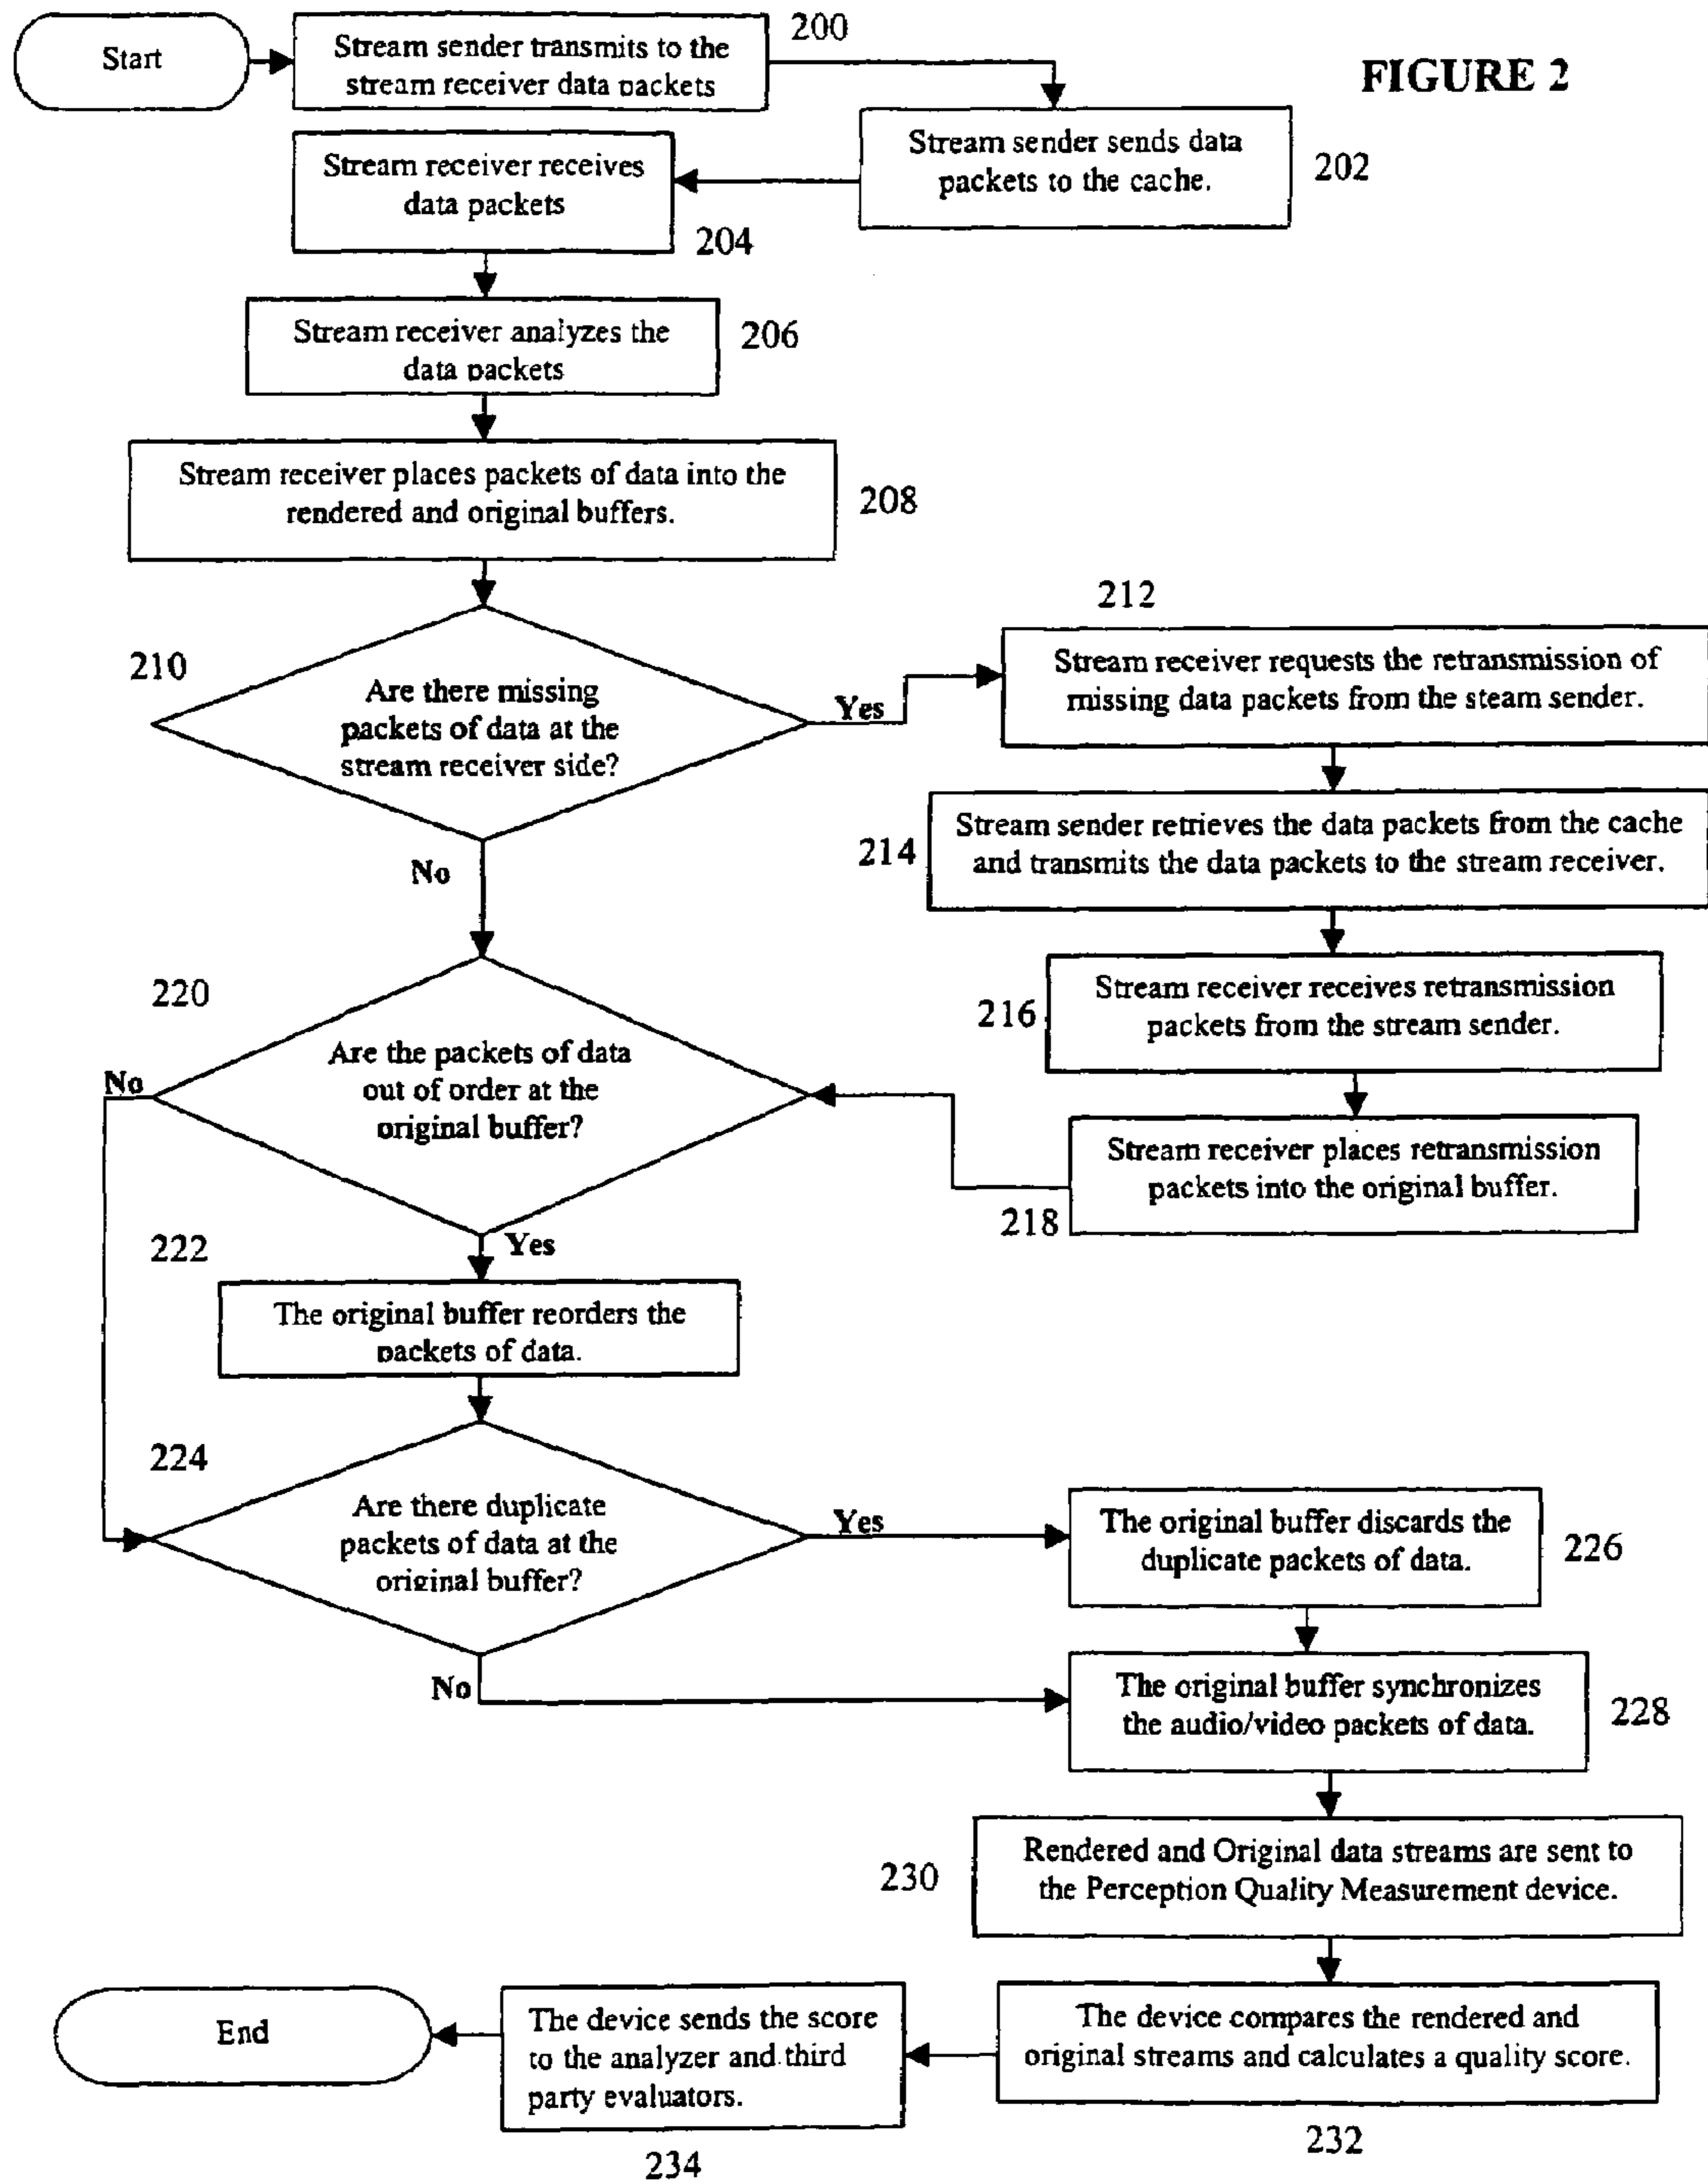 Start
Stream sender transmits to the
stream receiver data packets
200
FIGURE 2
Stream sender sends data
packets to the cache.
202
Stream receiver receives
data packets
204
Stream receiver analyzes the
data packets
206
Stream receiver places packets of data into the
rendered and original buffers.
208
210
Are there missing
packets of data at the
stream receiver side?
Yes
No
212
Stream receiver requests the retransmission of
missing data packets from the steam sender.
214
Stream sender retrieves the data packets from the cache
and transmits the data packets to the stream receiver.
216
Stream receiver receives retransmission
packets from the stream sender.
Stream receiver places retransmission
packets into the original buffer.
218
220
Are the packets of data
out of order at the
original buffer?
No
Yes
222
The original buffer reorders the
packets of data.
224
Are there duplicate
packets of data at the
original buffer?
Yes
No
The original buffer discards the
duplicate packets of data.
226
The original buffer synchronizes
the audio/video packets of data.
228
230
Rendered and Original data streams are sent to
the Perception Quality Measurement device.
The device compares the rendered and
original streams and calculates a quality score.
232
The device sends the score
to the analyzer and third
party evaluators.
234
End